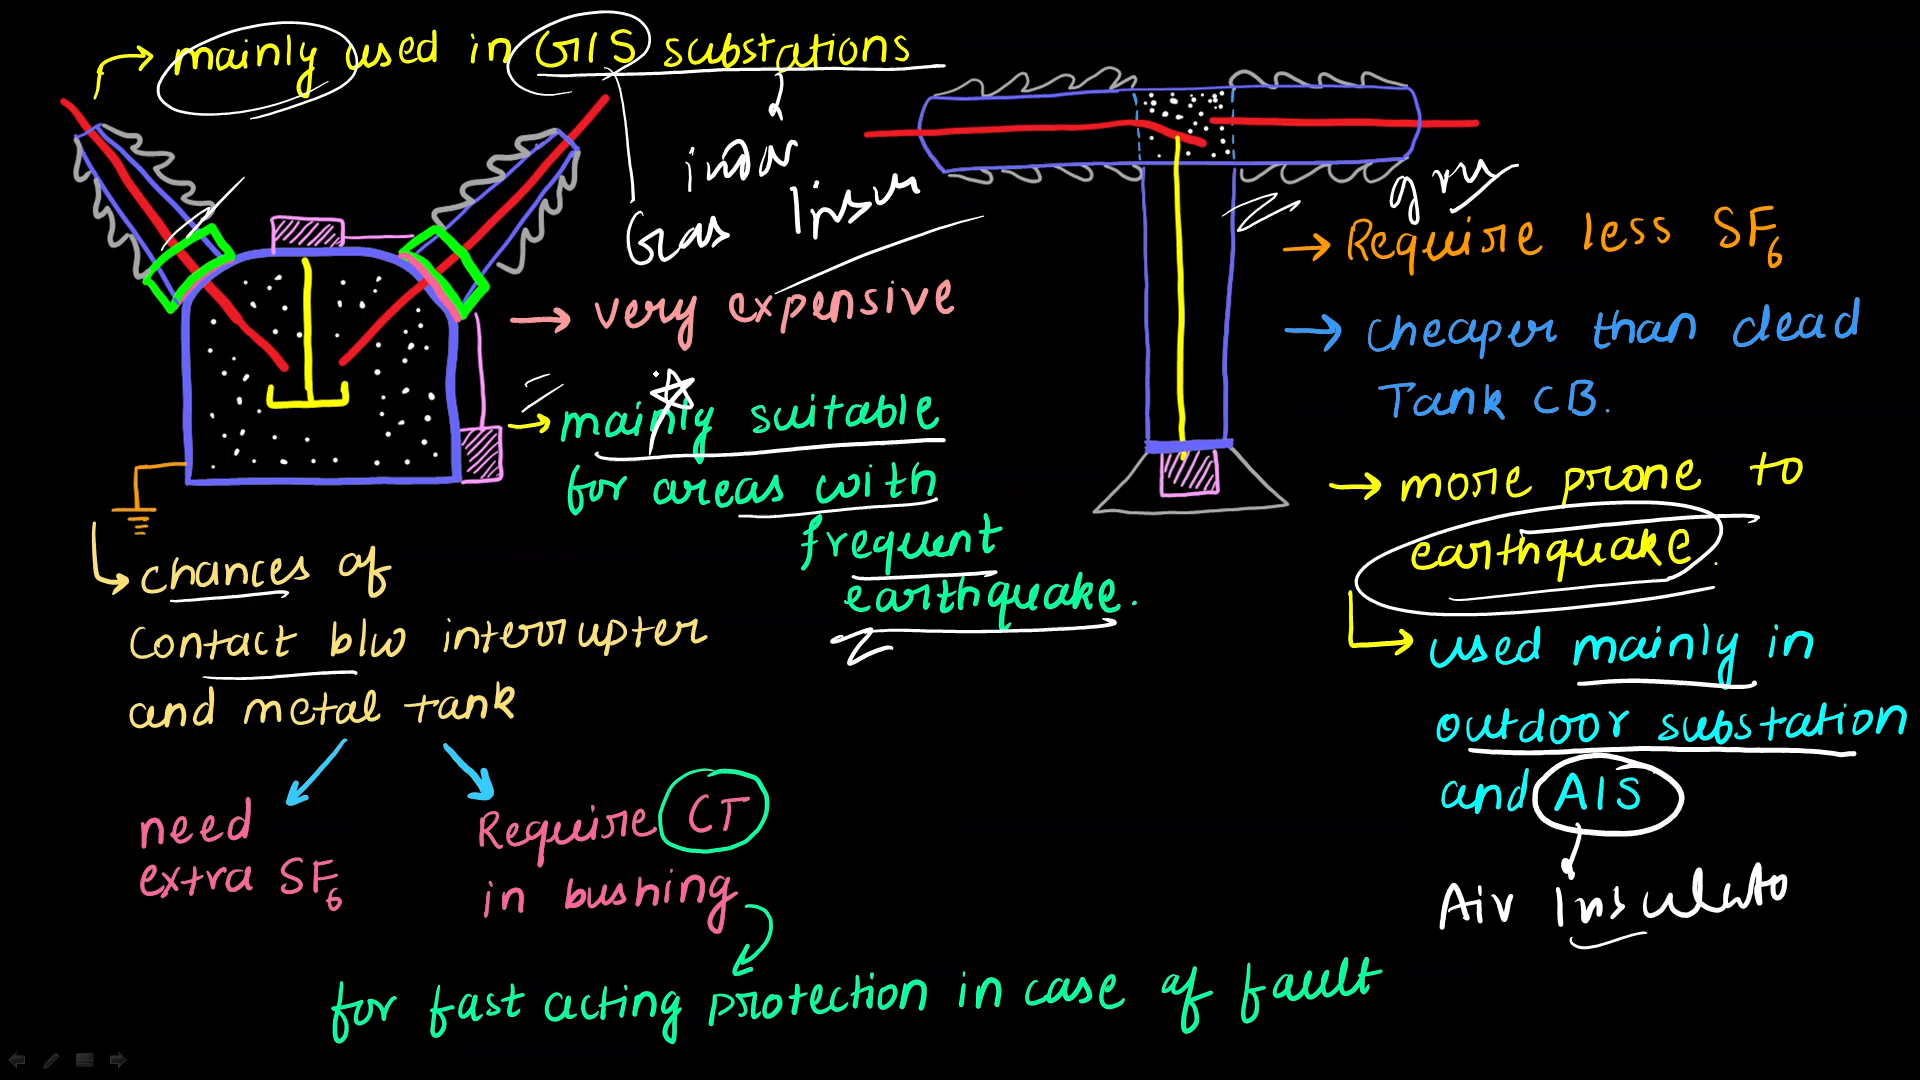 mainly used in GIS substations
Gas Insu
→ very expensive
→ mainly suitable
for areas with
frequent
earthquake.
chances of
contact b/w interrupter
and metal tank
need
extra SF6
Require CT
in bushing
for fast acting protection in case of fault
→ Require less SF6
→ cheaper than dead
Tank CB.
→ more prone to
earthquake.
used mainly in
outdoor substation
and AIS
Air Insulato